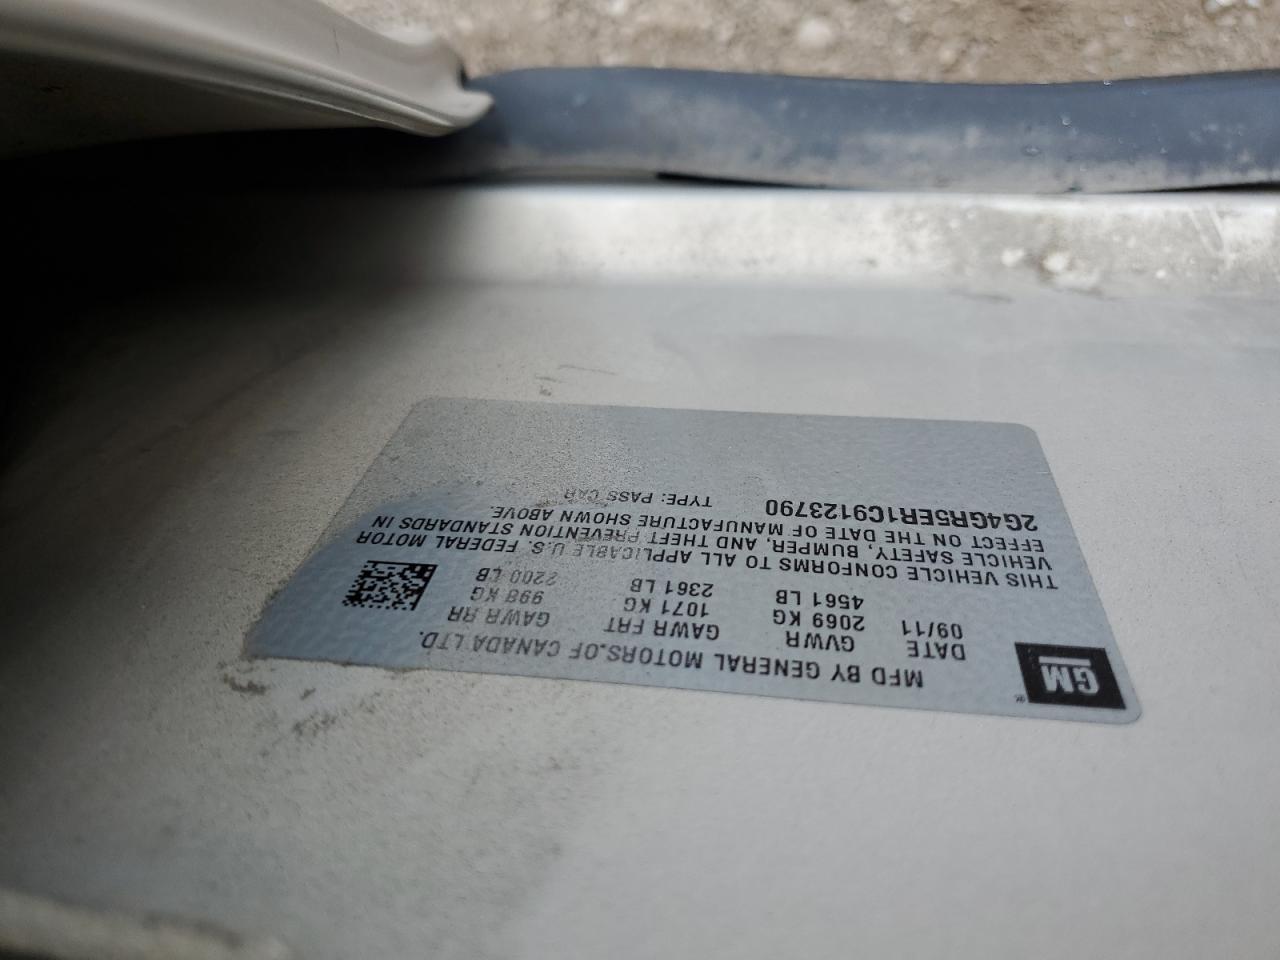 GM
MFD BY GENERAL MOTORS.OF CANADA LTD.
DATE GVWR GAWR FRT GAWR RR
09/11 2069 KG 1071 KG 998 KG
4561 LB 2361 LB 2200 LB
THIS VEHICLE CONFORMS TO ALL APPLICABLE U.S. FEDERAL MOTOR
VEHICLE SAFETY, BUMPER, AND THEFT PREVENTION STANDARDS IN
EFFECT ON THE DATE OF MANUFACTURE SHOWN ABOVE.
2G4GR5ER1C9123790 TYPE: PASS CAR